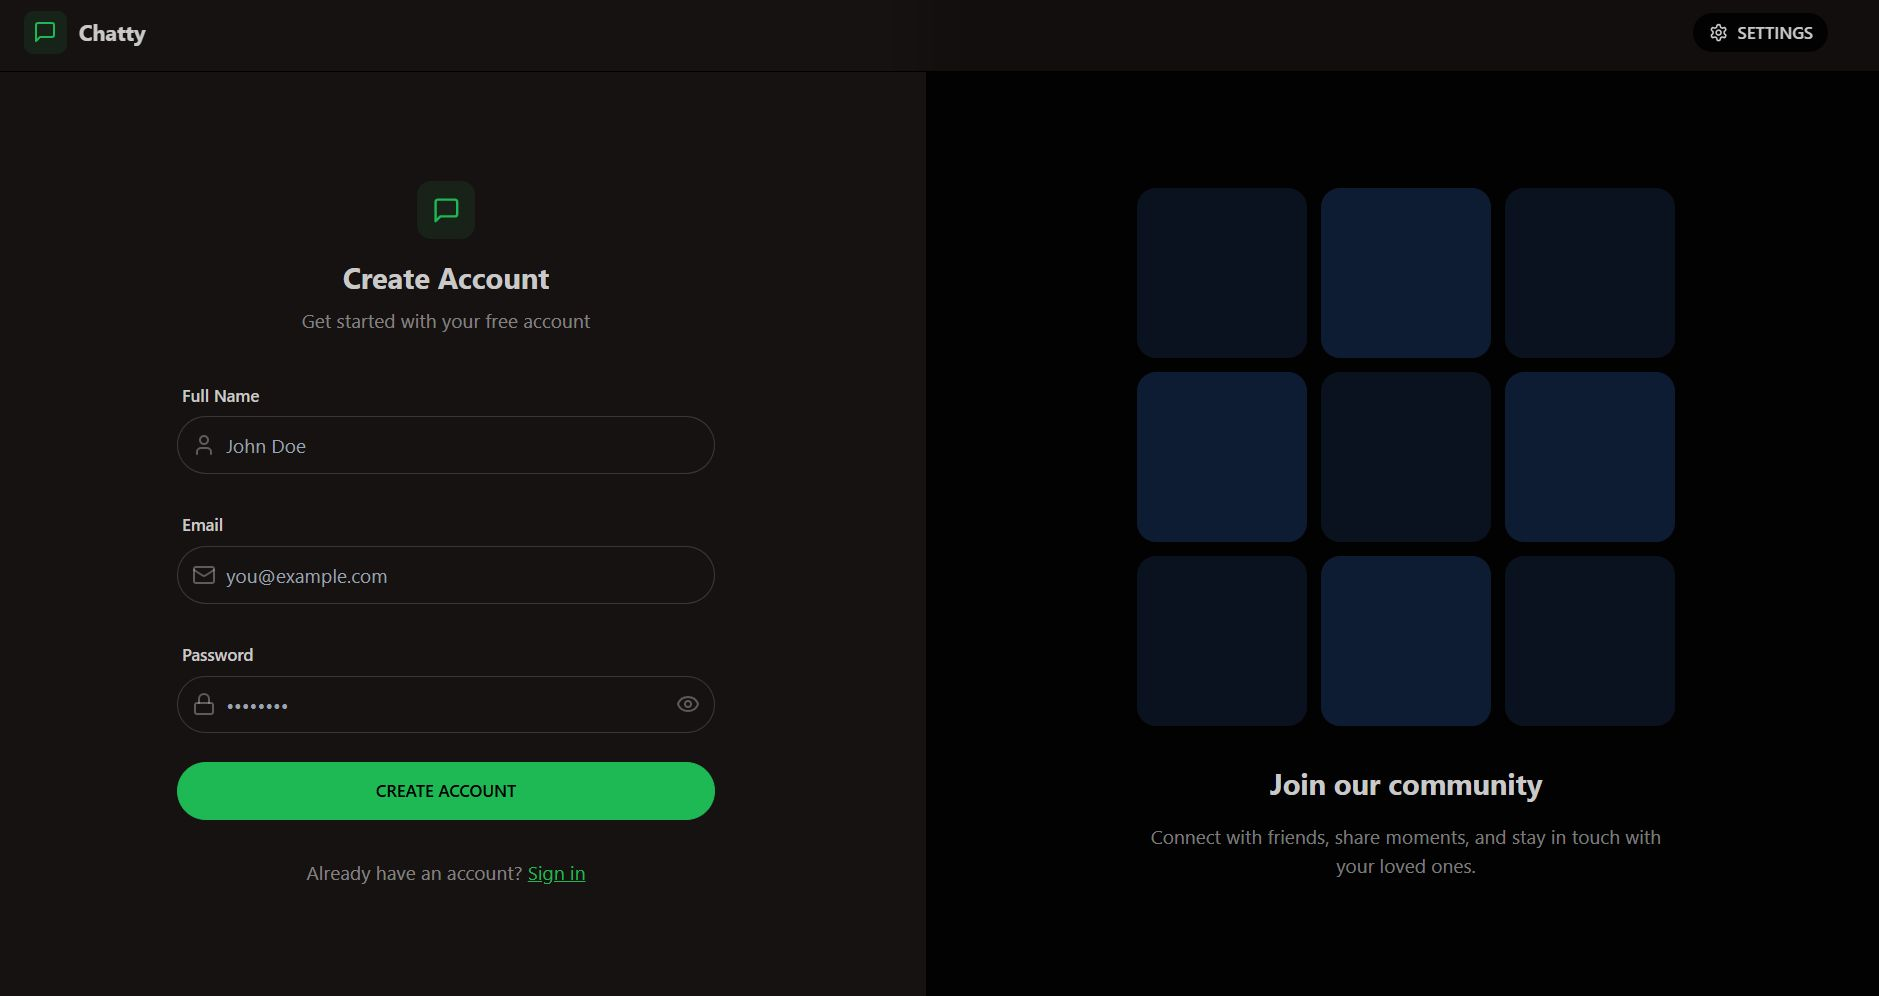 Chatty
SETTINGS
Create Account
Get started with your free account
Full Name
John Doe
Email
you@example.com
Password
••••••••
CREATE ACCOUNT
Already have an account? Sign in
Join our community
Connect with friends, share moments, and stay in touch with
your loved ones.